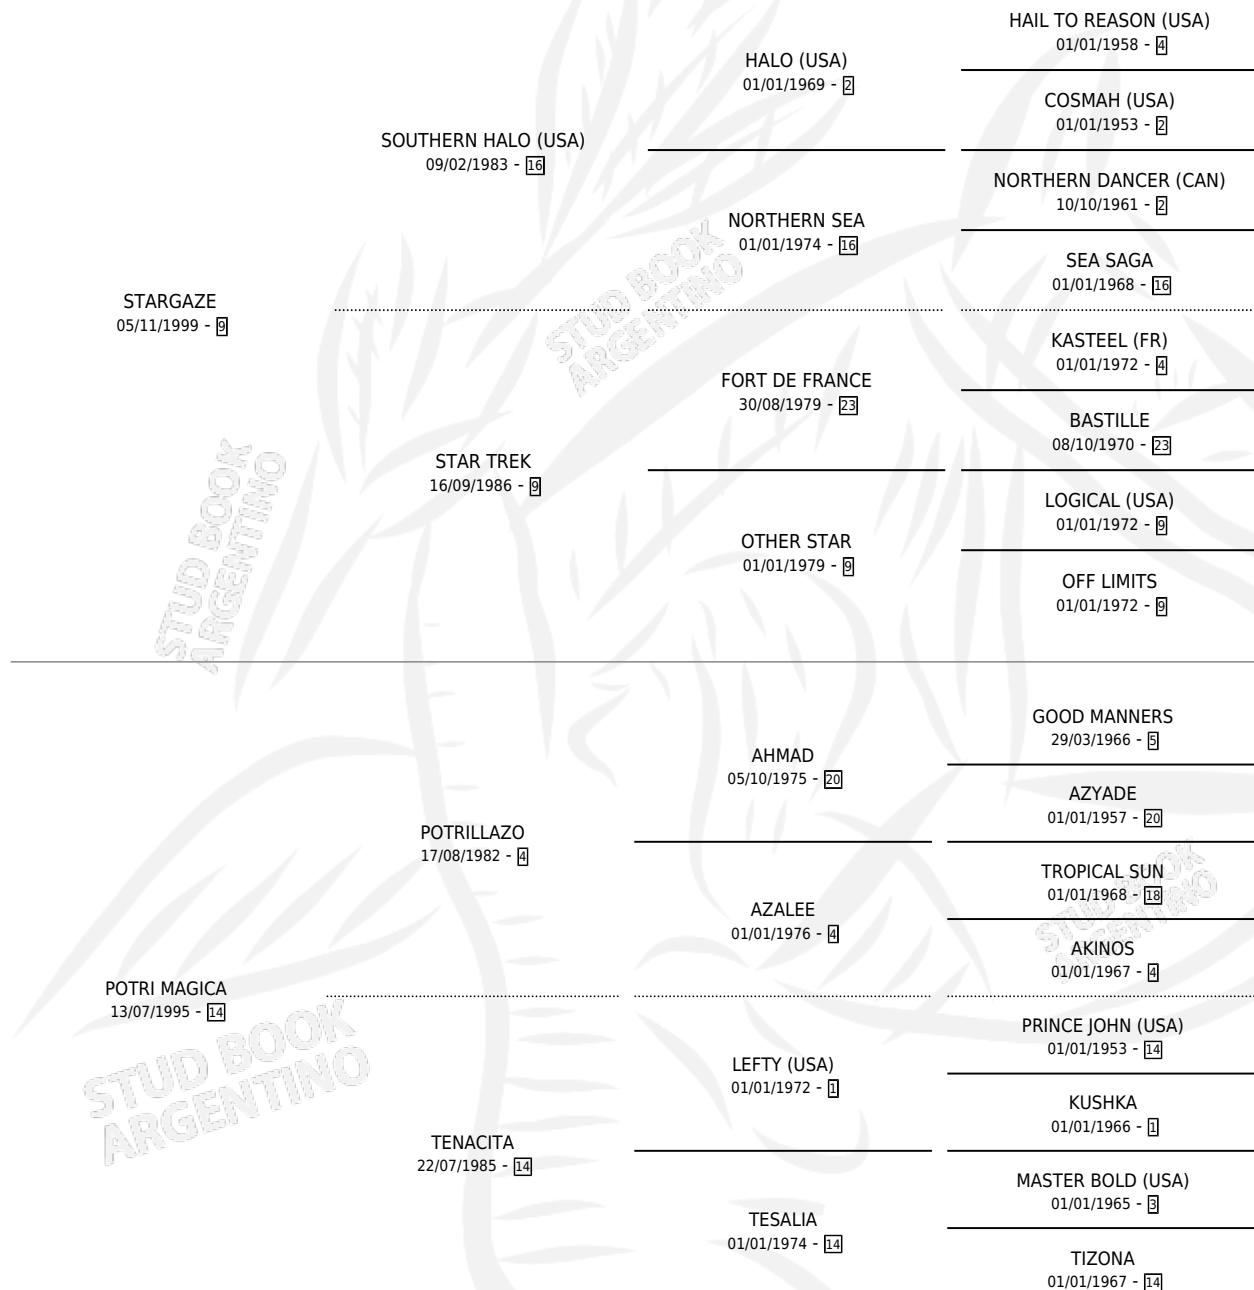 HAIL TO REASON (USA)
01/01/1958 - 4
HALO (USA)
01/01/1969 - 2
COSMAH (USA)
01/01/1953 - 2
SOUTHERN HALO (USA)
09/02/1983 - 16
NORTHERN DANCER (CAN)
10/10/1961 - 2
NORTHERN SEA
01/01/1974 - 16
SEA SAGA
01/01/1968 - 16
STARGAZE
05/11/1999 - 9
STUD BOOK
ARGENTINO
KASTEEL (FR)
01/01/1972 - 4
FORT DE FRANCE
30/08/1979 - 23
BASTILLE
08/10/1970 - 23
STAR TREK
16/09/1986 - 9
LOGICAL (USA)
01/01/1972 - 9
OTHER STAR
01/01/1979 - 9
OFF LIMITS
01/01/1972 - 9
STUD BOOK
ARGENTINO
GOOD MANNERS
29/03/1966 - 5
AHMAD
05/10/1975 - 20
AZYADE
01/01/1957 - 20
POTRILLAZO
17/08/1982 - 4
TROPICAL SUN
01/01/1968 - 18
AZALEE
01/01/1976 - 4
STUD BOOK
ARGENTINO
AKINOS
01/01/1967 - 4
POTRI MAGICA
13/07/1995 - 14
STUD BOOK
ARGENTINO
PRINCE JOHN (USA)
01/01/1953 - 14
LEFTY (USA)
01/01/1972 - 1
KUSHKA
01/01/1966 - 1
TENACITA
22/07/1985 - 14
MASTER BOLD (USA)
01/01/1965 - 3
TESALIA
01/01/1974 - 14
TIZONA
01/01/1967 - 14